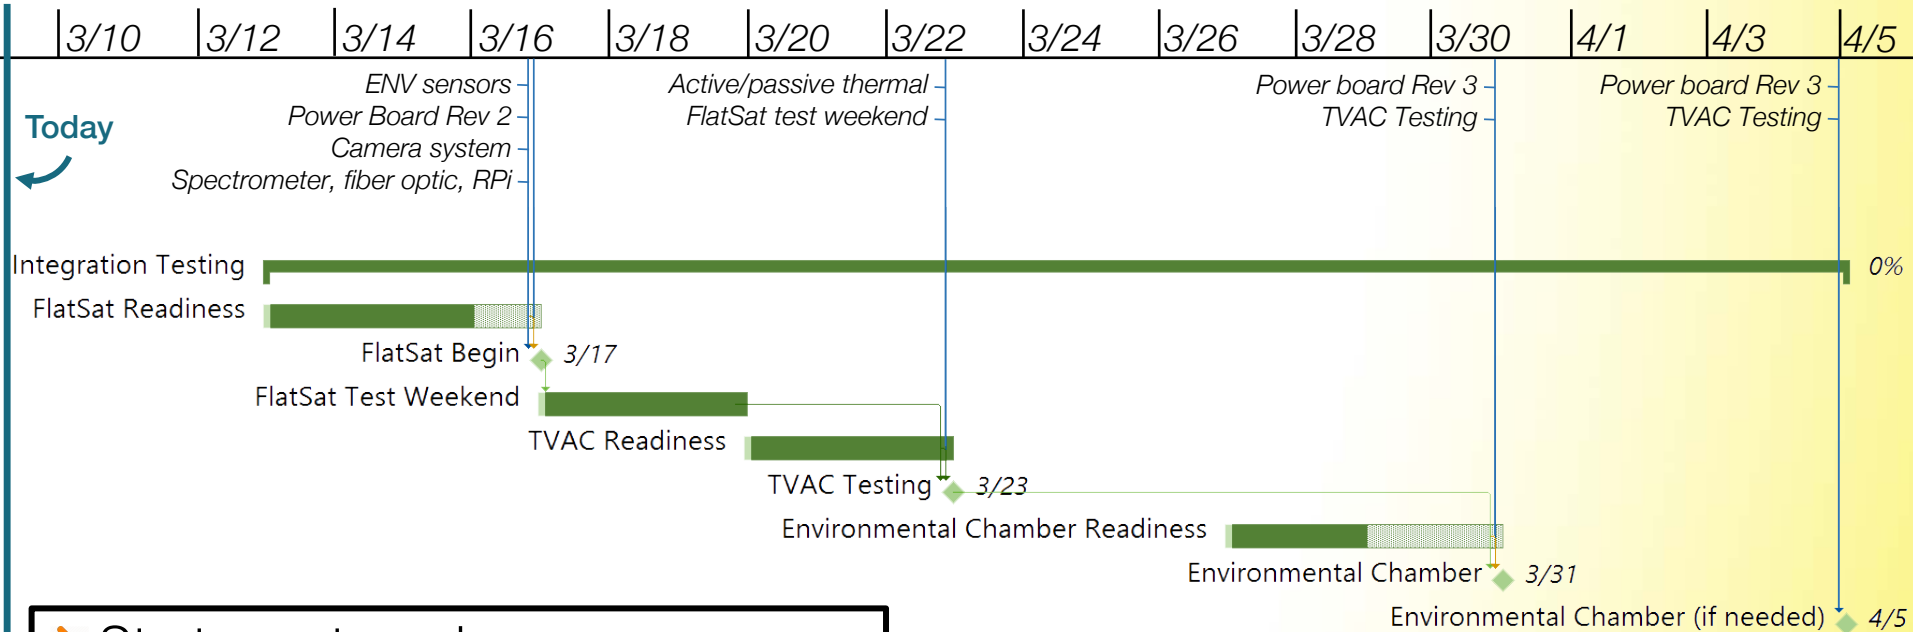 3/10 3/12 3/14 3/16 3/18 3/20 3/22 3/24 3/26 3/28 3/30 4/1 4/3 4/5
ENV sensors
Power Board Rev 2
Camera system
Spectrometer, fiber optic, RPi
Active/passive thermal
FlatSat test weekend
Power board Rev 3
TVAC Testing
Power board Rev 3
TVAC Testing
Today
Integration Testing 0%
FlatSat Readiness
FlatSat Begin 3/17
FlatSat Test Weekend
TVAC Readiness
TVAC Testing 3/23
Environmental Chamber Readiness
Environmental Chamber 3/31
Environmental Chamber (if needed) 4/5